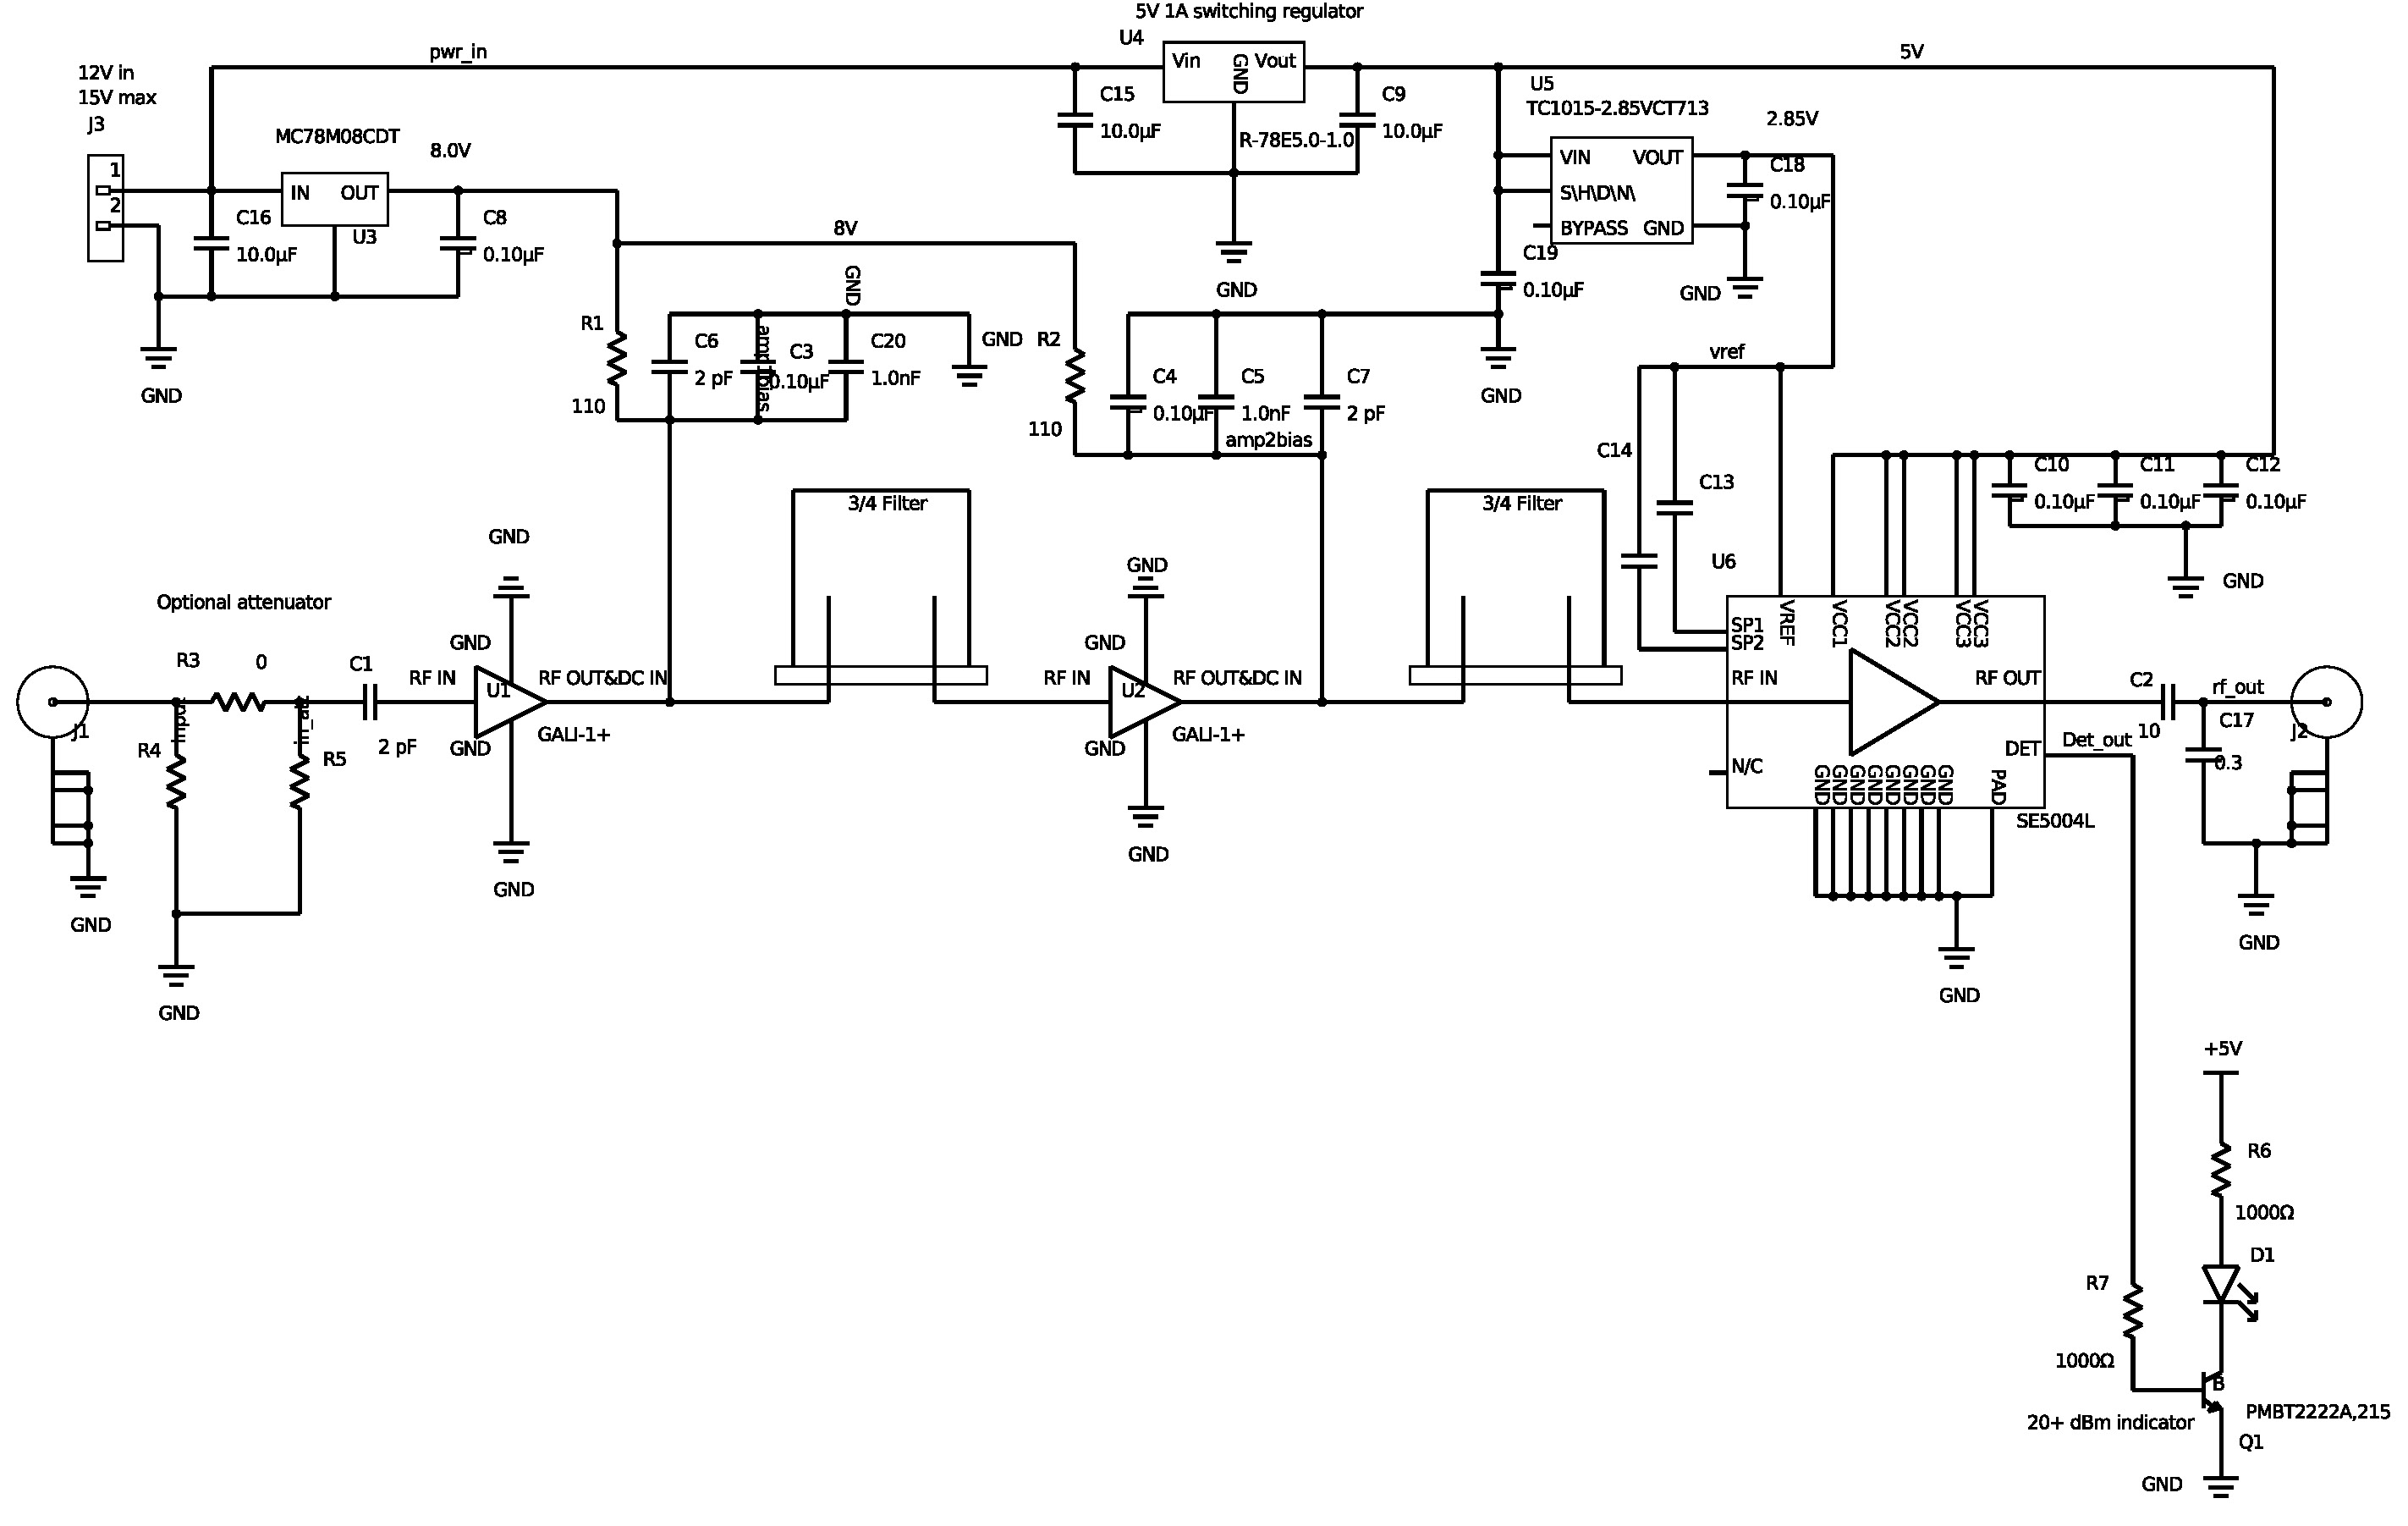 5V 1A switching regulator
U4
pwr_in
Vin
GND
Vout
5V
12V in
15V max
J3
1
2
MC78M08CDT
8.0V
IN
OUT
U3
C16
10.0µF
C8
0.10µF
C15
10.0µF
C9
10.0µF
R-78E5.0-1.0
GND
U5
TC1015-2.85VCT713
2.85V
VIN
VOUT
S\H\D\N\
BYPASS
GND
C18
0.10µF
GND
C19
0.10µF
GND
8V
GND
R1
110
C6
2 pF
C3
0.10µF
C20
1.0nF
GND
GND
R2
110
C4
0.10µF
C5
1.0nF
C7
2 pF
amp2bias
GND
vref
C14
C13
U6
C10
0.10µF
C11
0.10µF
C12
0.10µF
GND
3/4 Filter
3/4 Filter
Optional attenuator
R3
0
C1
2 pF
J1
R4
R5
GND
GND
GND
GND
RF IN
U1
RF OUT&DC IN
GND
GALI-1+
GND
GND
GND
RF IN
U2
RF OUT&DC IN
GND
GALI-1+
GND
SP1
SP2
VREF
VCC1
VCC2
VCC2
VCC3
VCC3
RF IN
RF OUT
N/C
DET
GND
GND
GND
GND
GND
GND
GND
GND
PAD
SE5004L
GND
Det_out
C2
10
rf_out
C17
0.3
J2
GND
+5V
R6
1000Ω
D1
R7
1000Ω
B
PMBT2222A,215
20+ dBm indicator
Q1
GND